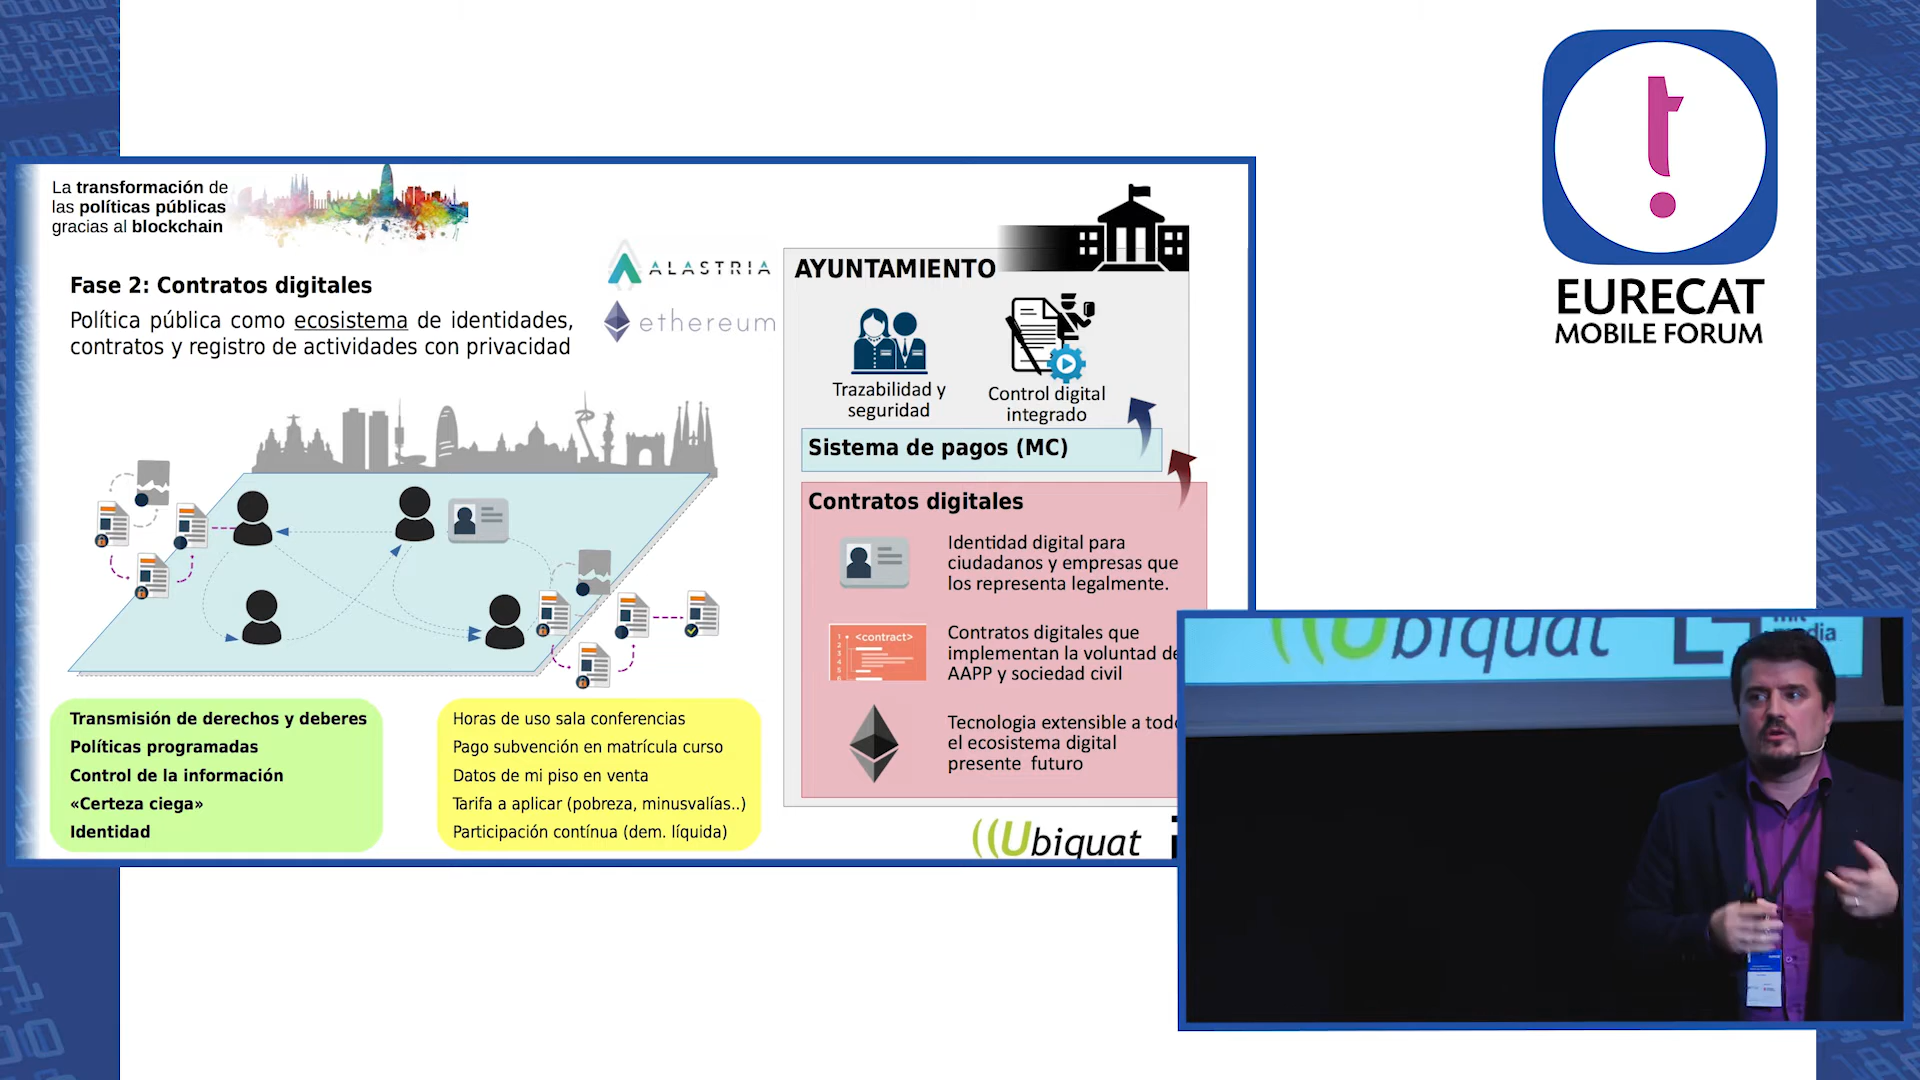 La transformación de
las políticas públicas
gracias al blockchain
Fase 2: Contratos digitales
Política pública como ecosistema de identidades,
contratos y registro de actividades con privacidad
ALASTRIA
ethereum
AYUNTAMIENTO
Trazabilidad y
seguridad
Control digital
integrado
Sistema de pagos (MC)
Contratos digitales
Identidad digital para
ciudadanos y empresas que
los representa legalmente.
<contract>
Contratos digitales que
implementan la voluntad de
AAPP y sociedad civil
Tecnologia extensible a todo
el ecosistema digital
presente futuro
Transmisión de derechos y deberes
Políticas programadas
Control de la información
«Certeza ciega»
Identidad
Horas de uso sala conferencias
Pago subvención en matrícula curso
Datos de mi piso en venta
Tarifa a aplicar (pobreza, minusvalías..)
Participación contínua (dem. líquida)
Ubiquat
EURECAT
MOBILE FORUM
Ubiquat